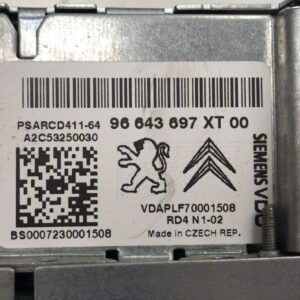 PSARCD411-64 96 643 697 XT 00
A2C53250030
SIEMENS VDO
VDAPLF70001508
RD4 N1-02
BS0007230001508 Made in CZECH REP.